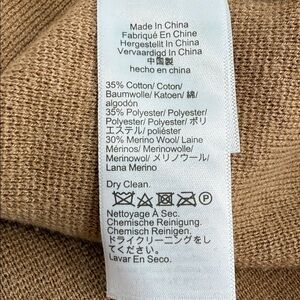 Made In China
Fabriqué En Chine
Hergestellt In China
Vervaardigd In China
中国製
hecho en china
35% Cotton/ Coton/
Baumwolle/ Katoen/ 綿/
algodón
35% Polyester/ Polyester/
Polyester/ Polyester/ ポリ
エステル/ poliéster
30% Merino Wool/ Laine
Mérinos/ Merinowolle/
Merinowol/ メリノウール/
Lana Merino
Dry Clean.
P
Nettoyage À Sec.
Chemische Reinigung.
Chemisch Reinigen.
ドライクリーニングをし
てください。
Lavar En Seco.